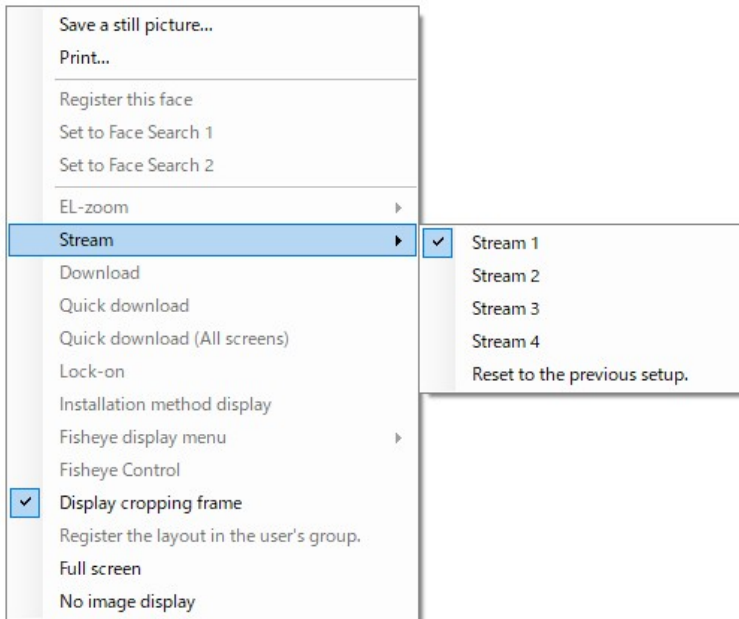 Save a still picture...
Print...
Register this face
Set to Face Search 1
Set to Face Search 2
EL-zoom
Stream
Download
Quick download
Quick download (All screens)
Lock-on
Installation method display
Fisheye display menu
Fisheye Control
Display cropping frame
Register the layout in the user's group.
Full screen
No image display
Stream 1
Stream 2
Stream 3
Stream 4
Reset to the previous setup.